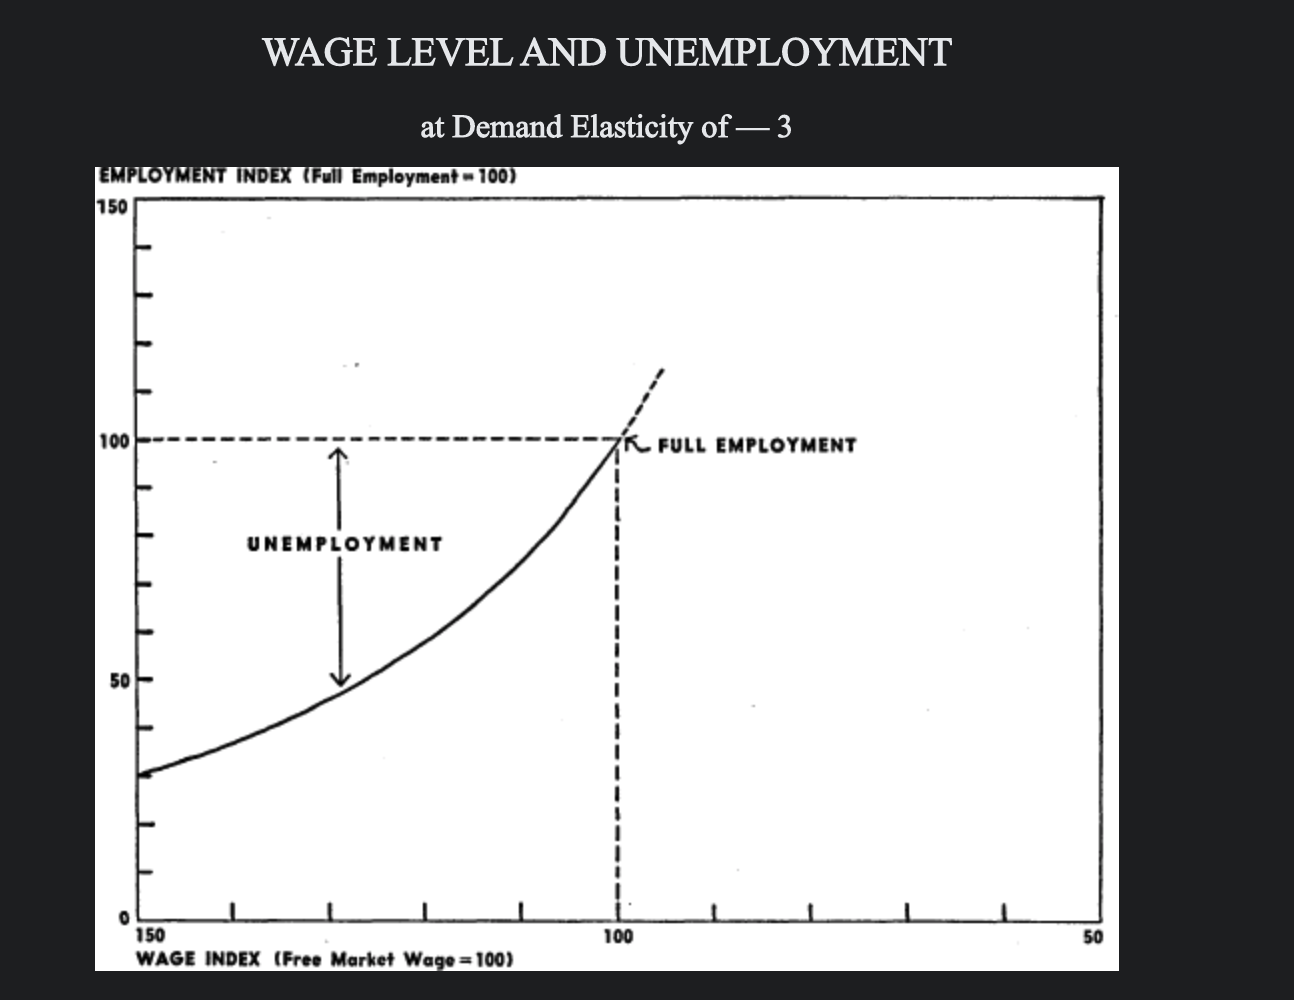 WAGE LEVEL AND UNEMPLOYMENT
at Demand Elasticity of — 3
EMPLOYMENT INDEX (Full Employment = 100)
150
100
FULL EMPLOYMENT
UNEMPLOYMENT
50
0
150 100 50
WAGE INDEX (Free Market Wage = 100)